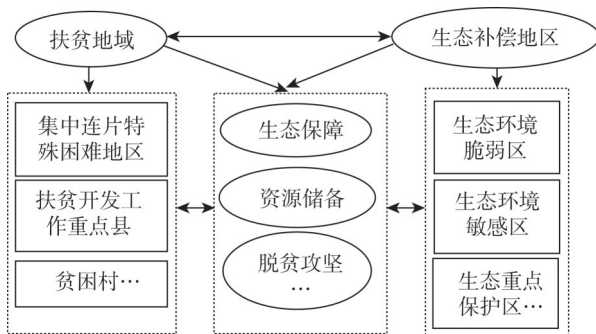 扶贫地域
生态补偿地区
集中连片特
殊困难地区
扶贫开发工
作重点县
贫困村…
生态保障
资源储备
脱贫攻坚
…
生态环境
脆弱区
生态环境
敏感区
生态重点
保护区…